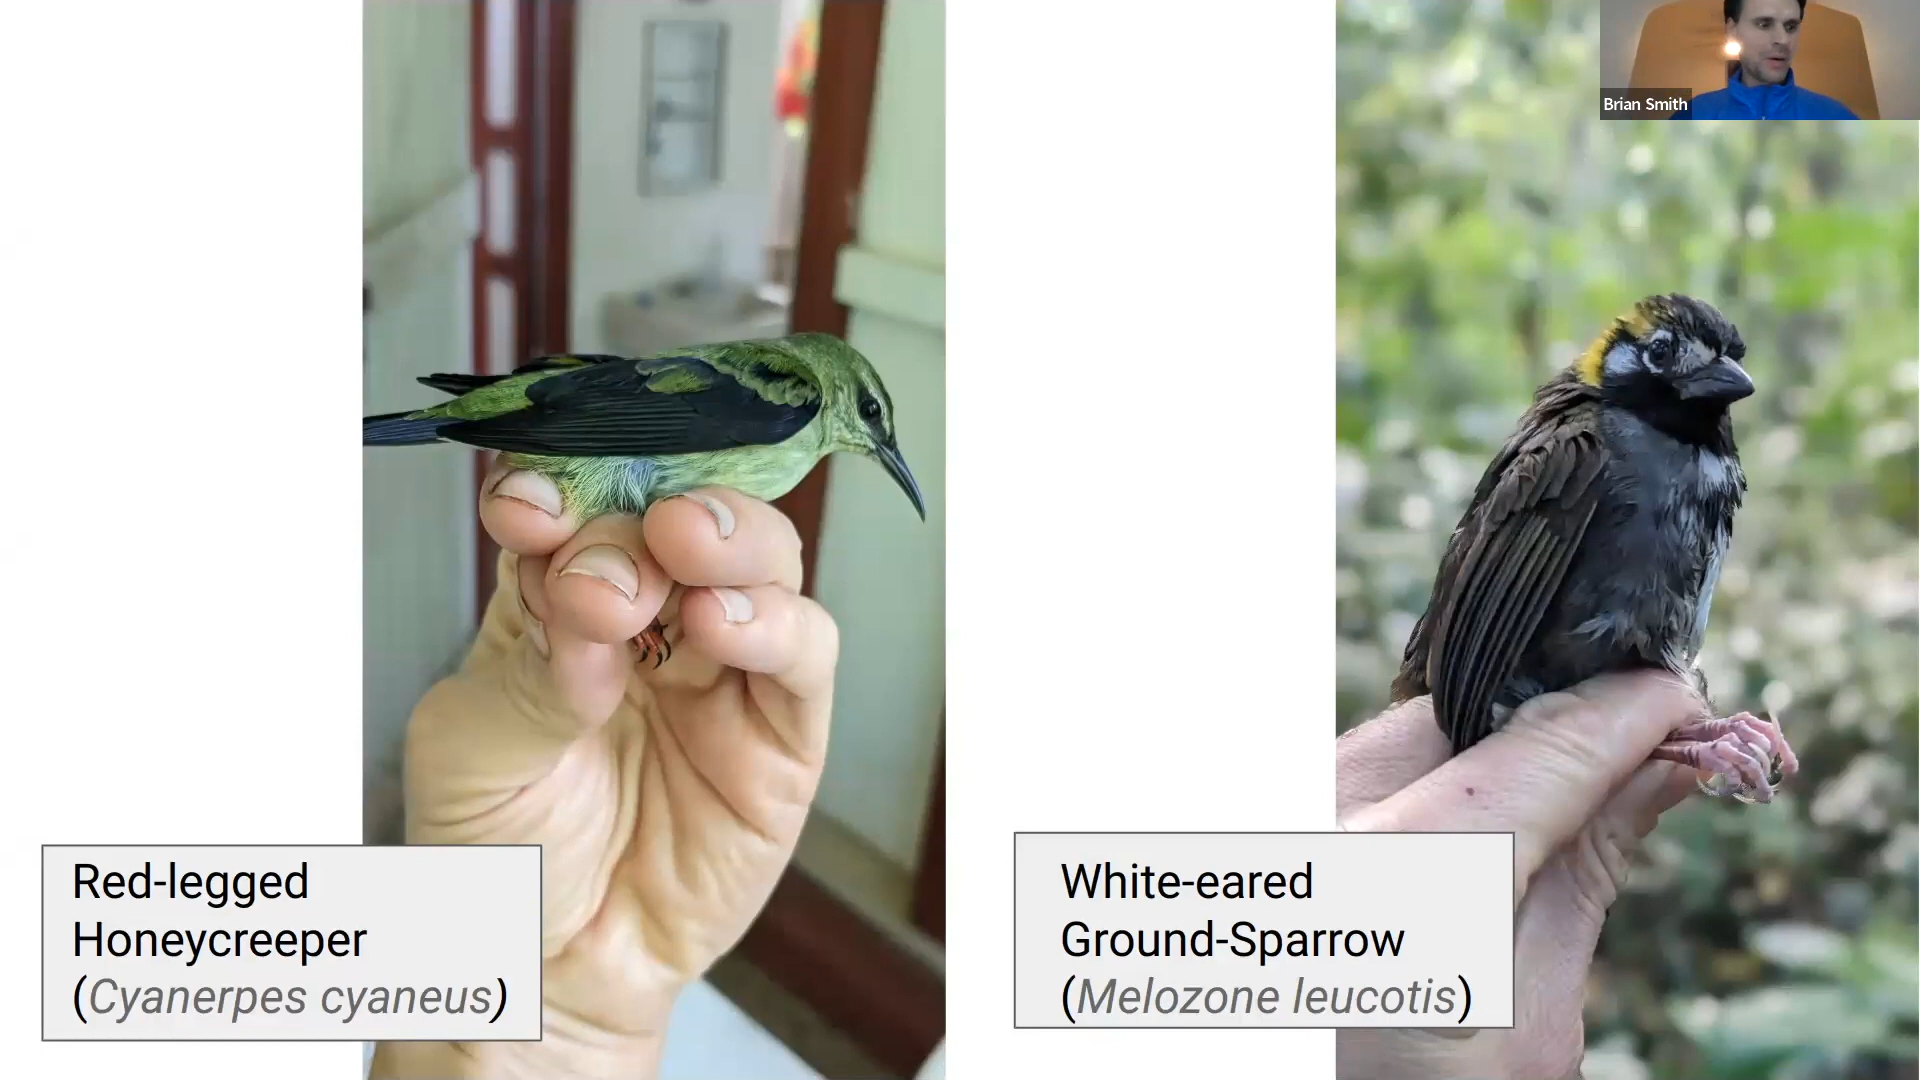 Brian Smith
Red-legged
Honeycreeper
(Cyanerpes cyaneus)
White-eared
Ground-Sparrow
(Melozone leucotis)